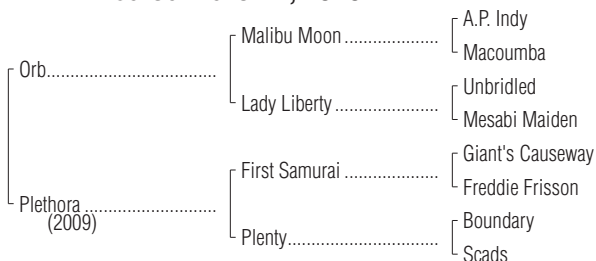 A.P. Indy
Malibu Moon
Macoumba
Orb
Unbridled
Lady Liberty
Mesabi Maiden
Giant's Causeway
First Samurai
Freddie Frisson
Plethora
(2009)
Boundary
Plenty
Scads